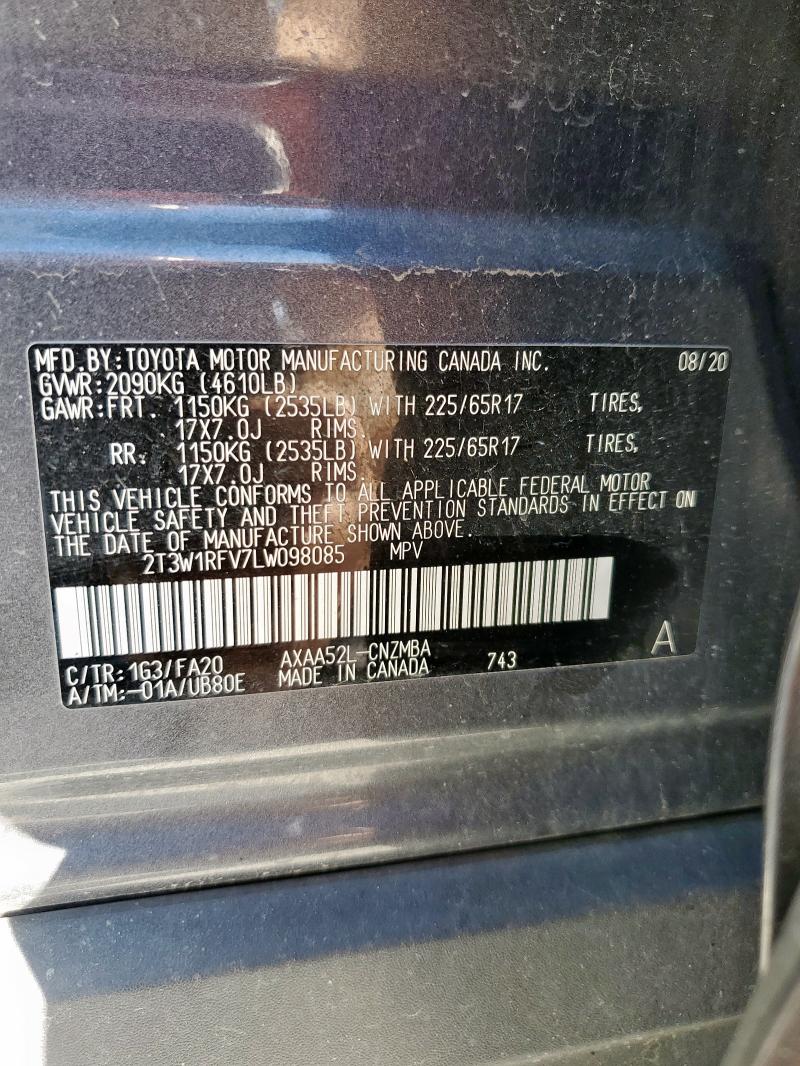 MFD.BY:TOYOTA MOTOR MANUFACTURING CANADA INC. 08/20
GVWR:2090KG (4610LB)
GAWR:FRT. 1150KG (2535LB) WITH 225/65R17 TIRES,
17X7.0J RIMS.
RR: 1150KG (2535LB) WITH 225/65R17 TIRES,
17X7.0J RIMS.
THIS VEHICLE CONFORMS TO ALL APPLICABLE FEDERAL MOTOR
VEHICLE SAFETY AND THEFT PREVENTION STANDARDS IN EFFECT ON
THE DATE OF MANUFACTURE SHOWN ABOVE.
2T3W1RFV7LW098085 MPV
C/TR:1G3/FA20 AXAA52L-CNZMBA 743 A
A/TM:-01A/UB80E MADE IN CANADA